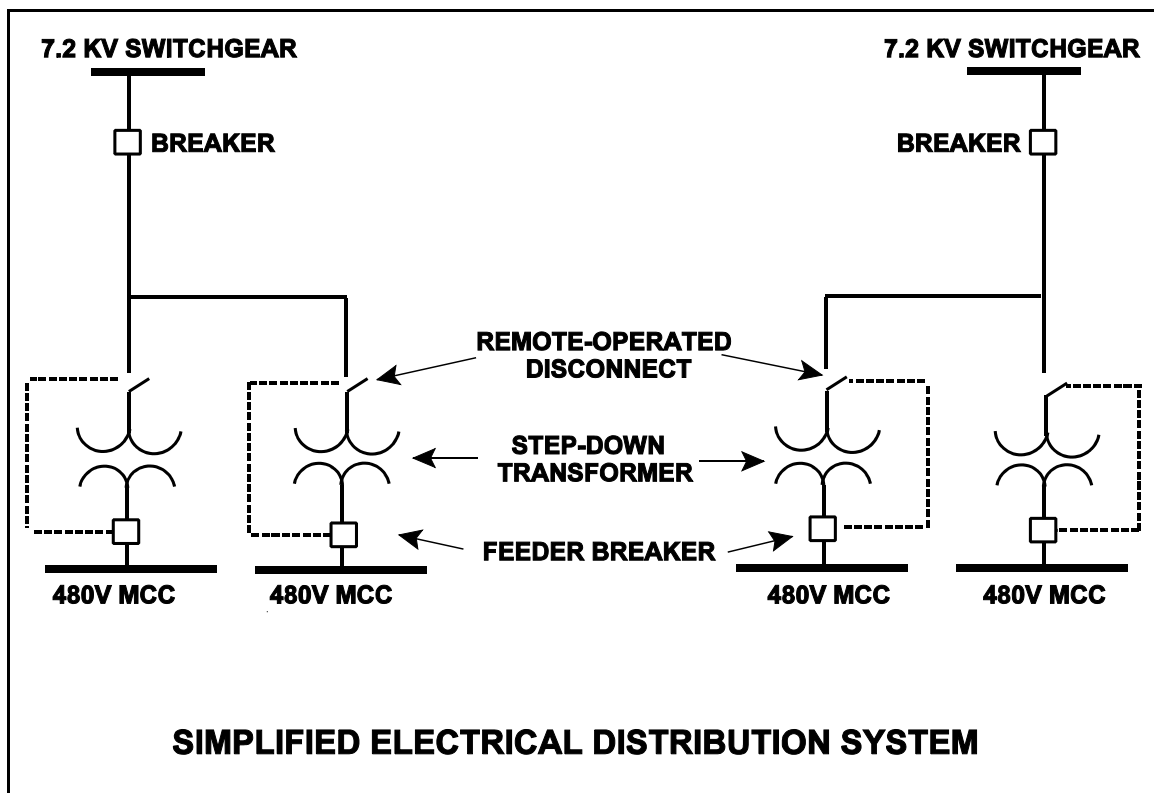 7.2 KV SWITCHGEAR
7.2 KV SWITCHGEAR
BREAKER
BREAKER
REMOTE-OPERATED
DISCONNECT
STEP-DOWN
TRANSFORMER
FEEDER BREAKER
480V MCC
480V MCC
480V MCC
480V MCC
SIMPLIFIED ELECTRICAL DISTRIBUTION SYSTEM